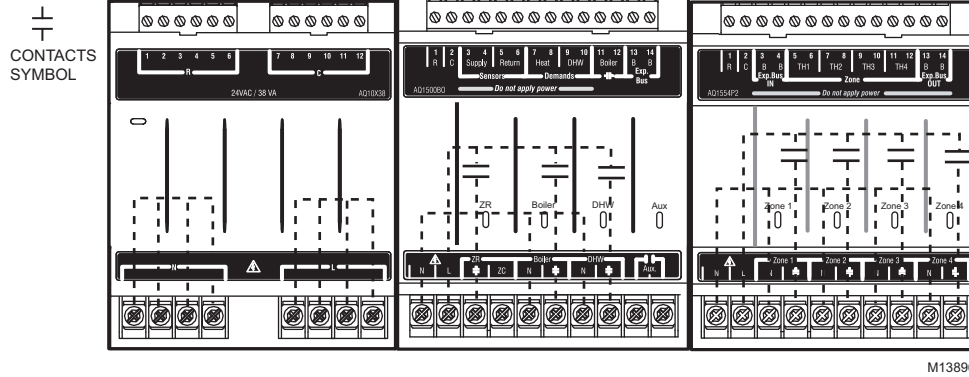 CONTACTS
SYMBOL
1 2 3 4 5 6
R
7 8 9 10 11 12
C
24VAC / 38 VA
AQ10X38
N
L
1 2 3 4 5 6 7 8 9 10 11 12 13 14
R C Supply Return Heat DHW Boiler B B
Sensors
Demands
Exp.
Bus
AQ1500BO
Do not apply power
ZR
Boiler
DHW
Aux
ZR
Boiler
DHW
N L ZC N N Aux.
1 2 3 4 5 6 7 8 9 10 11 12 13 14
R C B B TH1 TH2 TH3 TH4 B B
Exp.Bus
IN
Zone
Exp.Bus
OUT
AQ1554P2
Do not apply power
Zone 1
Zone 2
Zone 3
Zone 4
Zone 1
Zone 2
Zone 3
Zone 4
N L
N
M1389